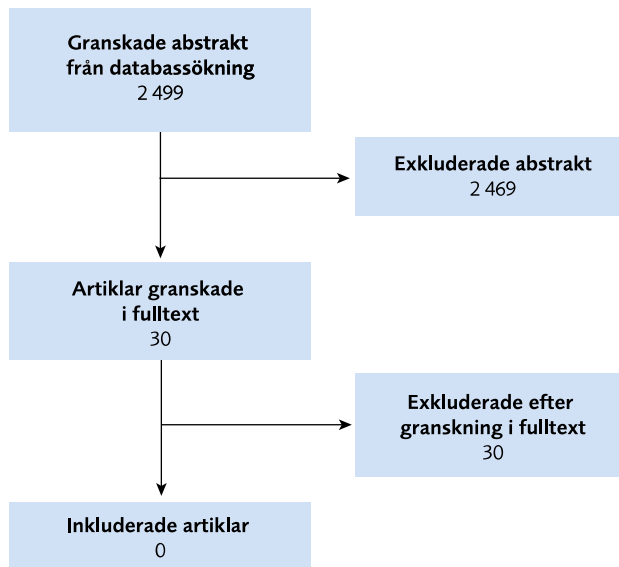 Granskade abstrakt
från databassökning
2 499
Exkluderade abstrakt
2 469
Artiklar granskade
i fulltext
30
Exkluderade efter
granskning i fulltext
30
Inkluderade artiklar
0